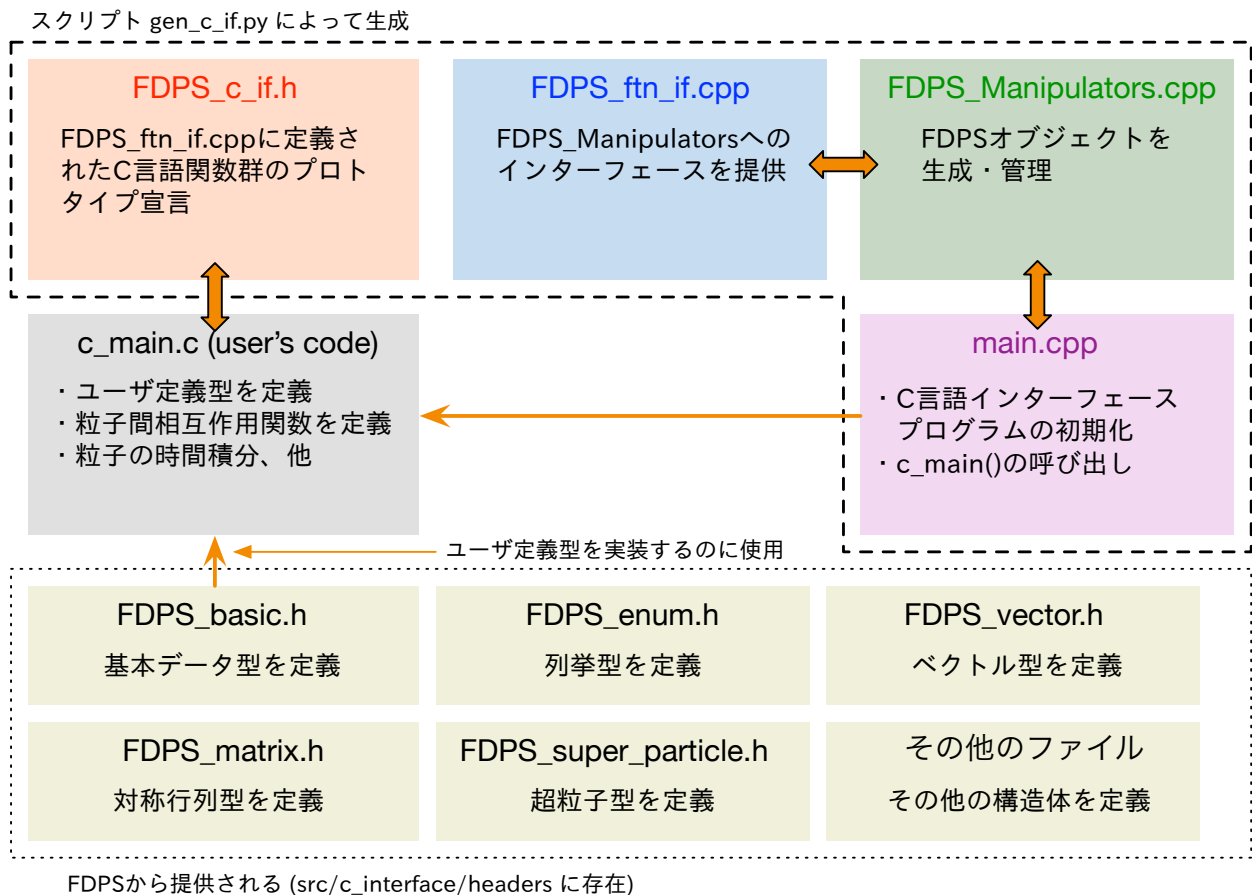 スクリプト gen_c_if.py によって生成
FDPS_c_if.h
FDPS_ftn_if.cppに定義さ
れたC言語関数群のプロト
タイプ宣言
FDPS_ftn_if.cpp
FDPS_Manipulatorsへの
インターフェースを提供
FDPS_Manipulators.cpp
FDPSオブジェクトを
生成・管理
c_main.c (user's code)
・ユーザ定義型を定義
・粒子間相互作用関数を定義
・粒子の時間積分、他
main.cpp
・C言語インターフェース
プログラムの初期化
・c_main()の呼び出し
ユーザ定義型を実装するのに使用
FDPS_basic.h
基本データ型を定義
FDPS_enum.h
列挙型を定義
FDPS_vector.h
ベクトル型を定義
FDPS_matrix.h
対称行列型を定義
FDPS_super_particle.h
超粒子型を定義
その他のファイル
その他の構造体を定義
FDPSから提供される (src/c_interface/headers に存在)